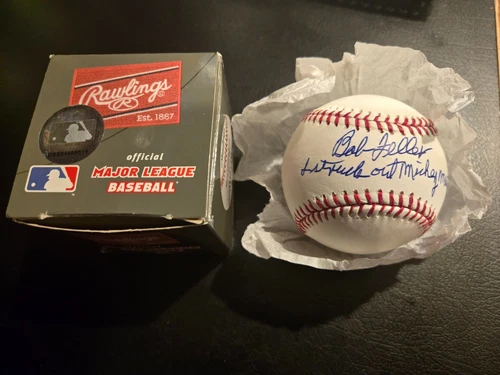 Rawlings
Est. 1887
official
MAJOR LEAGUE
BASEBALL
Bob Feller
I struck out Mickey M